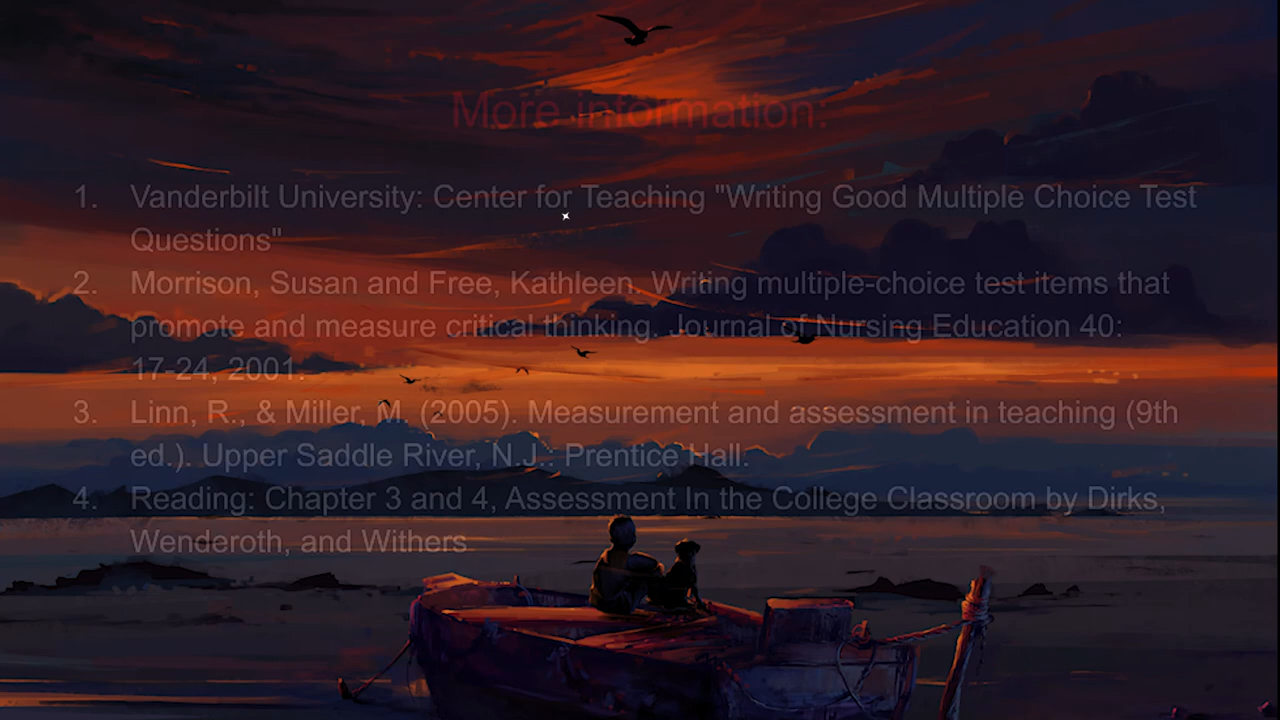 More information:
1. Vanderbilt University: Center for Teaching "Writing Good Multiple Choice Test
Questions"
2. Morrison, Susan and Free, Kathleen. Writing multiple-choice test items that
promote and measure critical thinking. Journal of Nursing Education 40:
17-24, 2001.
3. Linn, R., & Miller, M. (2005). Measurement and assessment in teaching (9th
ed.). Upper Saddle River, N.J.: Prentice Hall.
4. Reading: Chapter 3 and 4, Assessment In the College Classroom by Dirks,
Wenderoth, and Withers